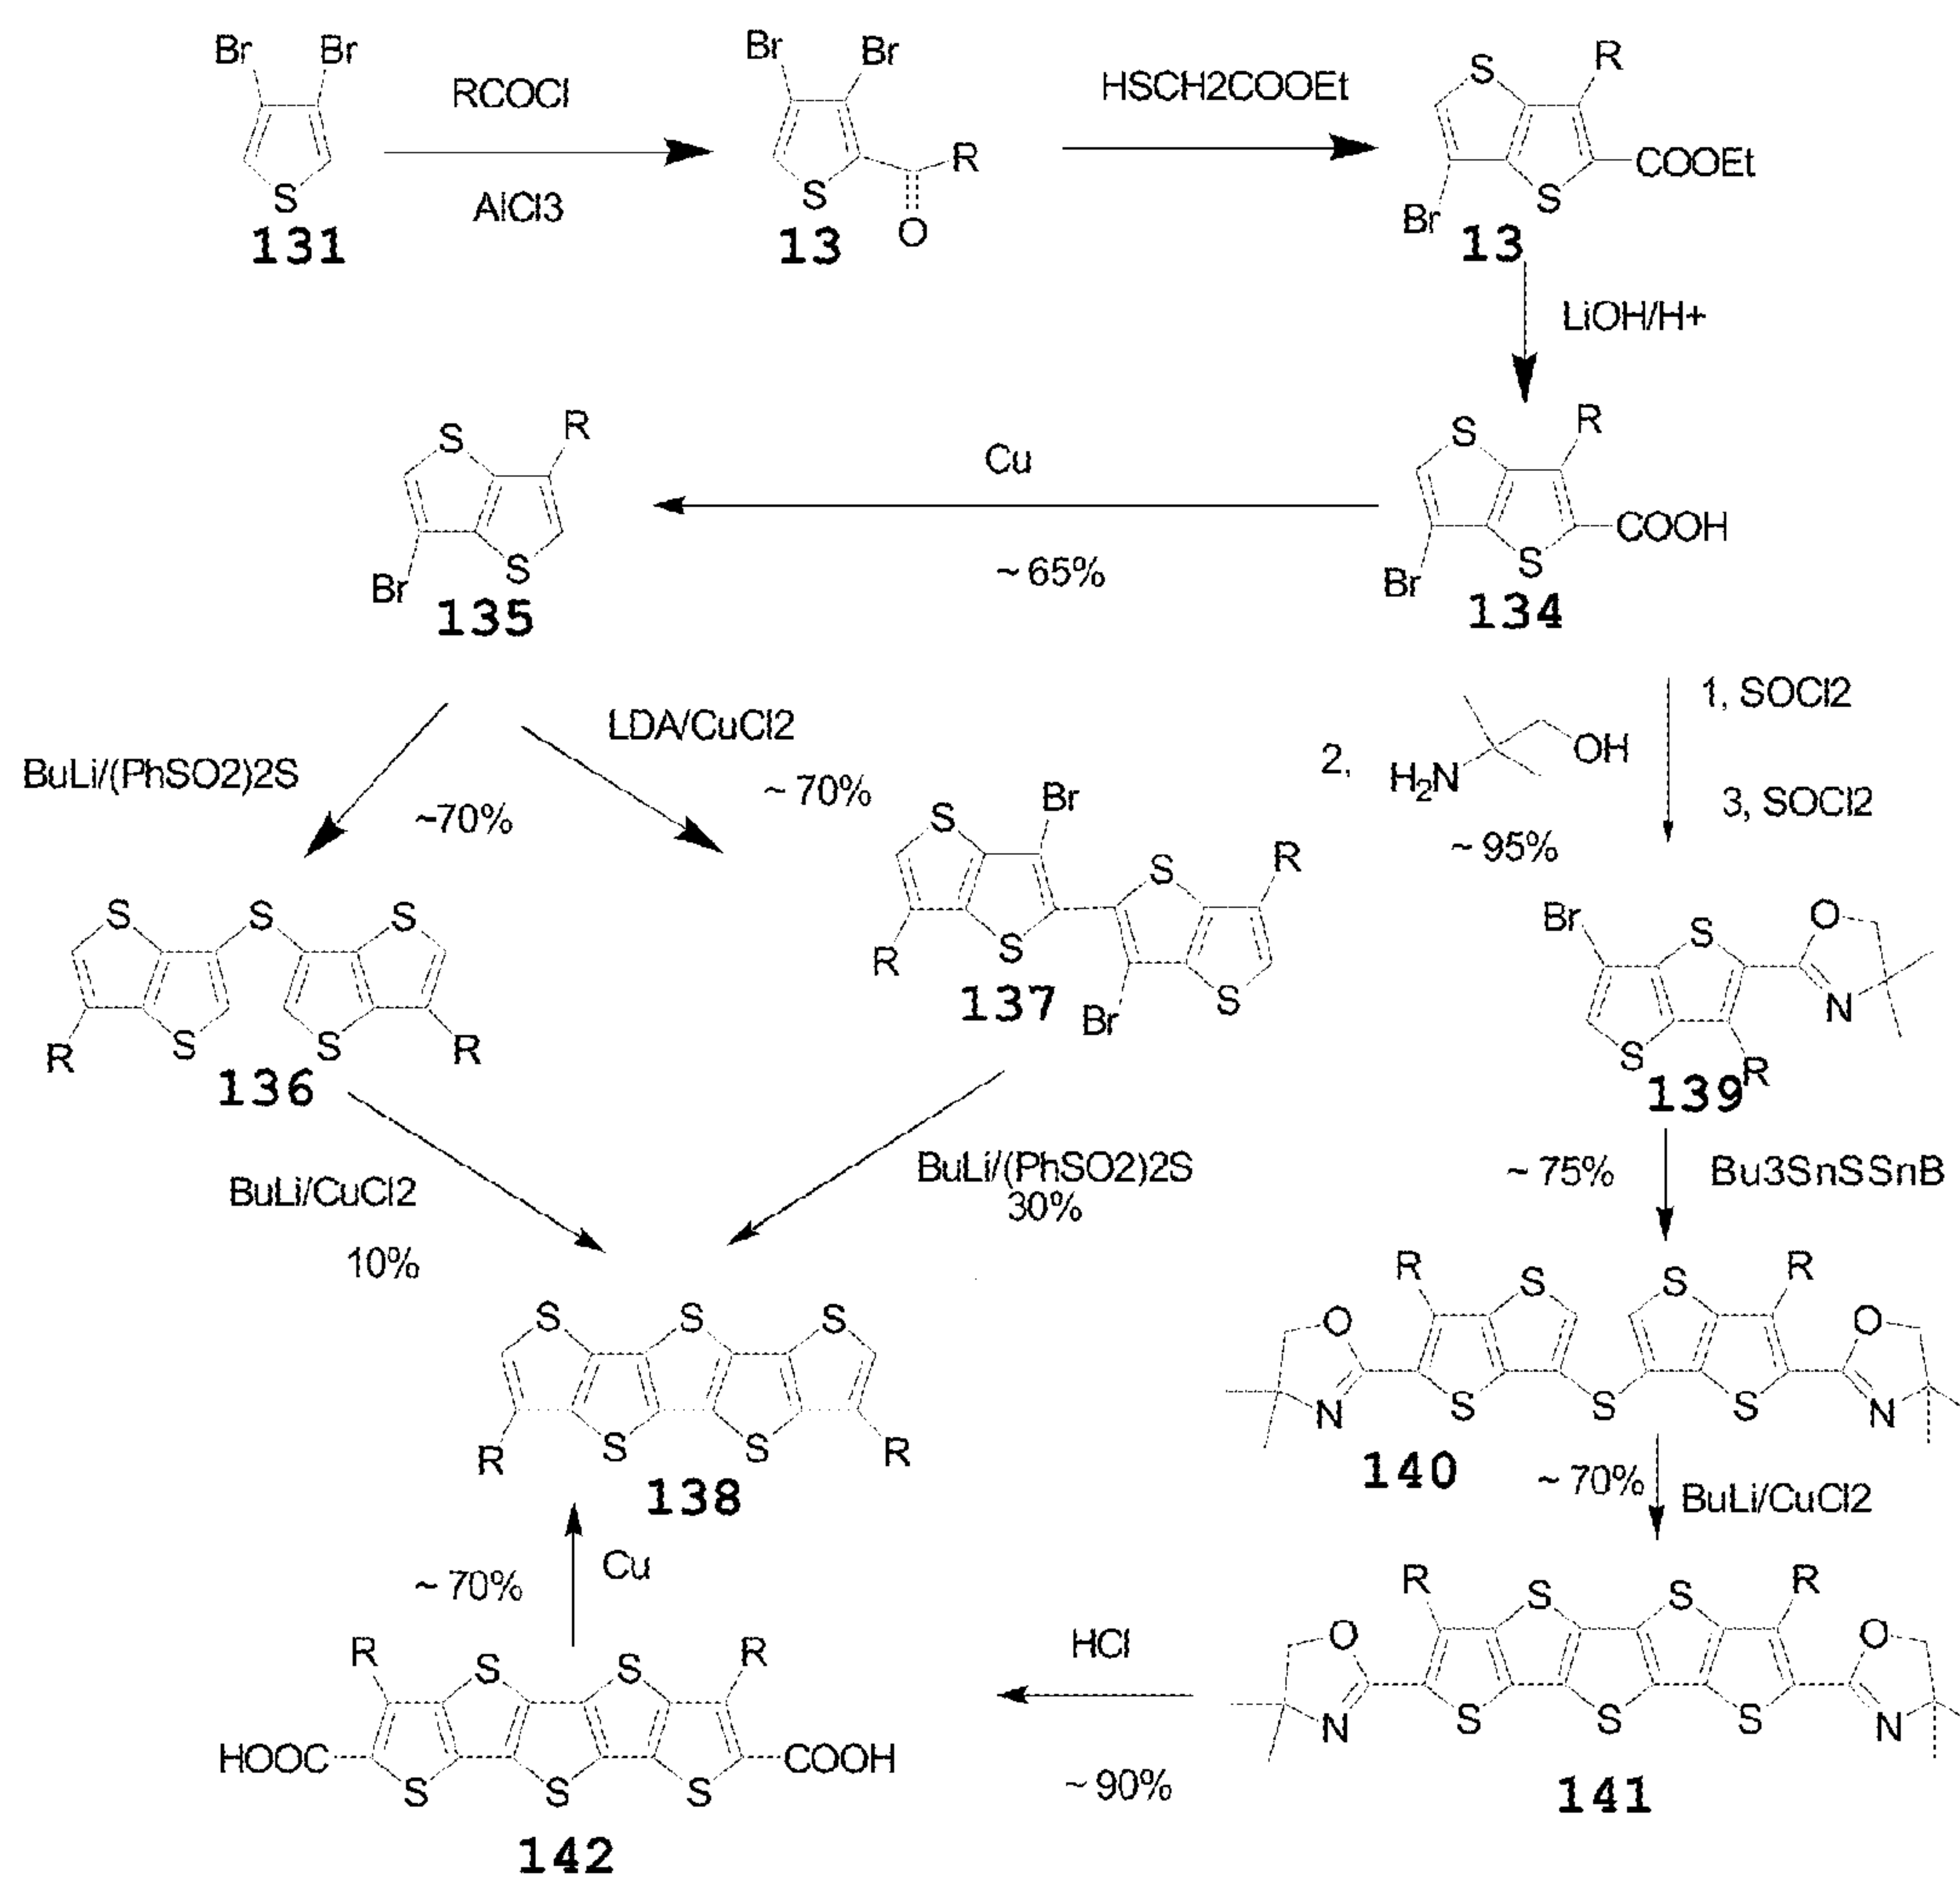 Br Br
RCOCl
AlCl3
S
131
Br Br
R
S
O
13
HSCH2COOEt
S R
COOEt
S
Br
13
LiOH/H+
S R
S
Br
135
Cu
~ 65%
S R
COOH
S
Br
134
BuLi/(PhSO2)2S
~70%
LDA/CuCl2
~ 70%
1, SOCl2
2,
H2N
OH
3, SOCl2
~ 95%
S S S
R S S R
136
S Br
S R
R S
Br S
137
Br S O
N
S R
139
BuLi/CuCl2
10%
BuLi/(PhSO2)2S
30%
~ 75%
Bu3SnSSnB
S S S
R S S R
138
R S S R
O O
N S S S N
140
~ 70%
BuLi/CuCl2
~ 70%
Cu
R S S R
HOOC COOH
S S S
142
HCl
~ 90%
R S S R
O O
N S S S N
141